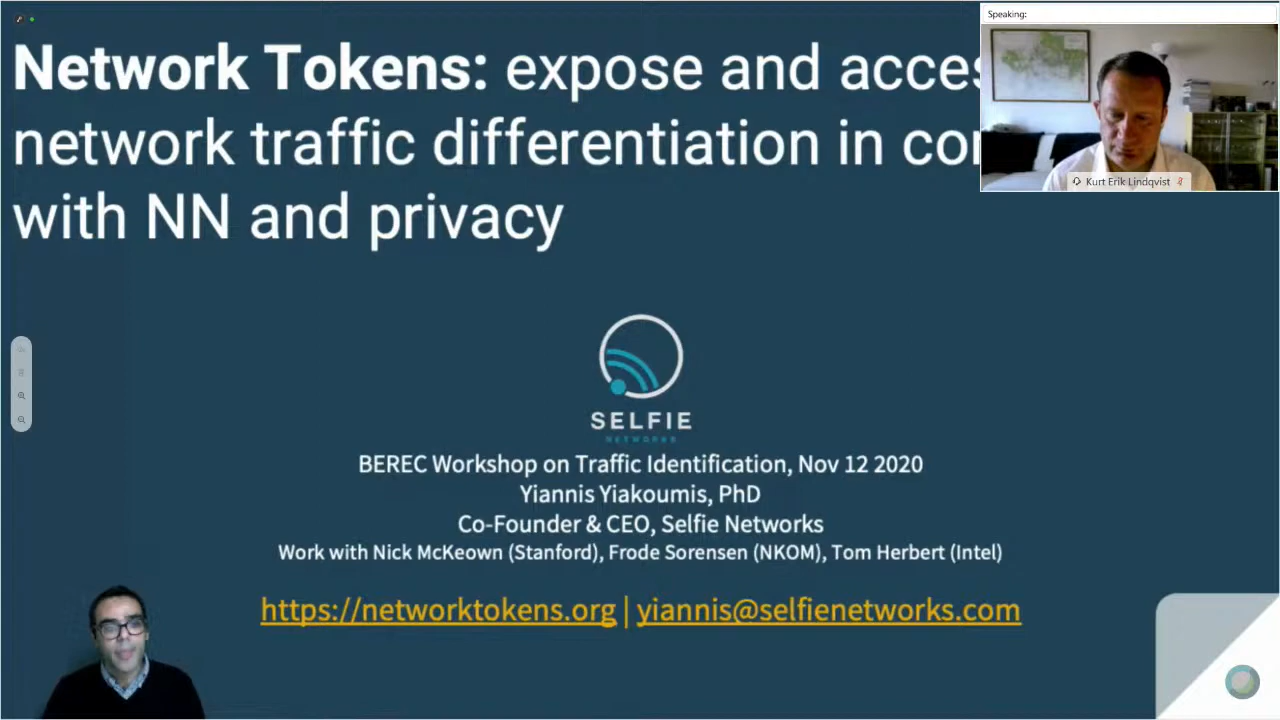 Speaking:
Network Tokens: expose and acces
network traffic differentiation in co
with NN and privacy
Kurt Erik Lindqvist
SELFIE
NETWORKS
BEREC Workshop on Traffic Identification, Nov 12 2020
Yiannis Yiakoumis, PhD
Co-Founder & CEO, Selfie Networks
Work with Nick McKeown (Stanford), Frode Sorensen (NKOM), Tom Herbert (Intel)
https://networktokens.org | yiannis@selfienetworks.com